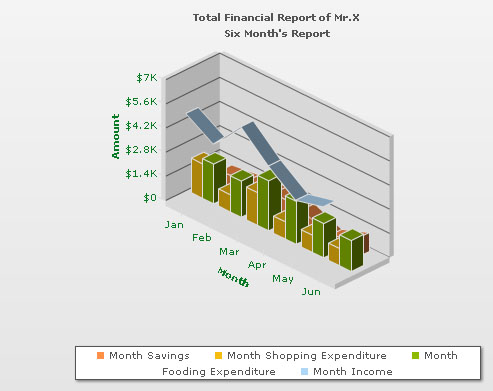 Total Financial Report of Mr.X
Six Month's Report
$7K
$5.6K
$4.2K
$2.8K
$1.4K
$0
Amount
Jan
Feb
Mar
Apr
May
Jun
Month
Month Savings
Month Shopping Expenditure
Month
Fooding Expenditure
Month Income